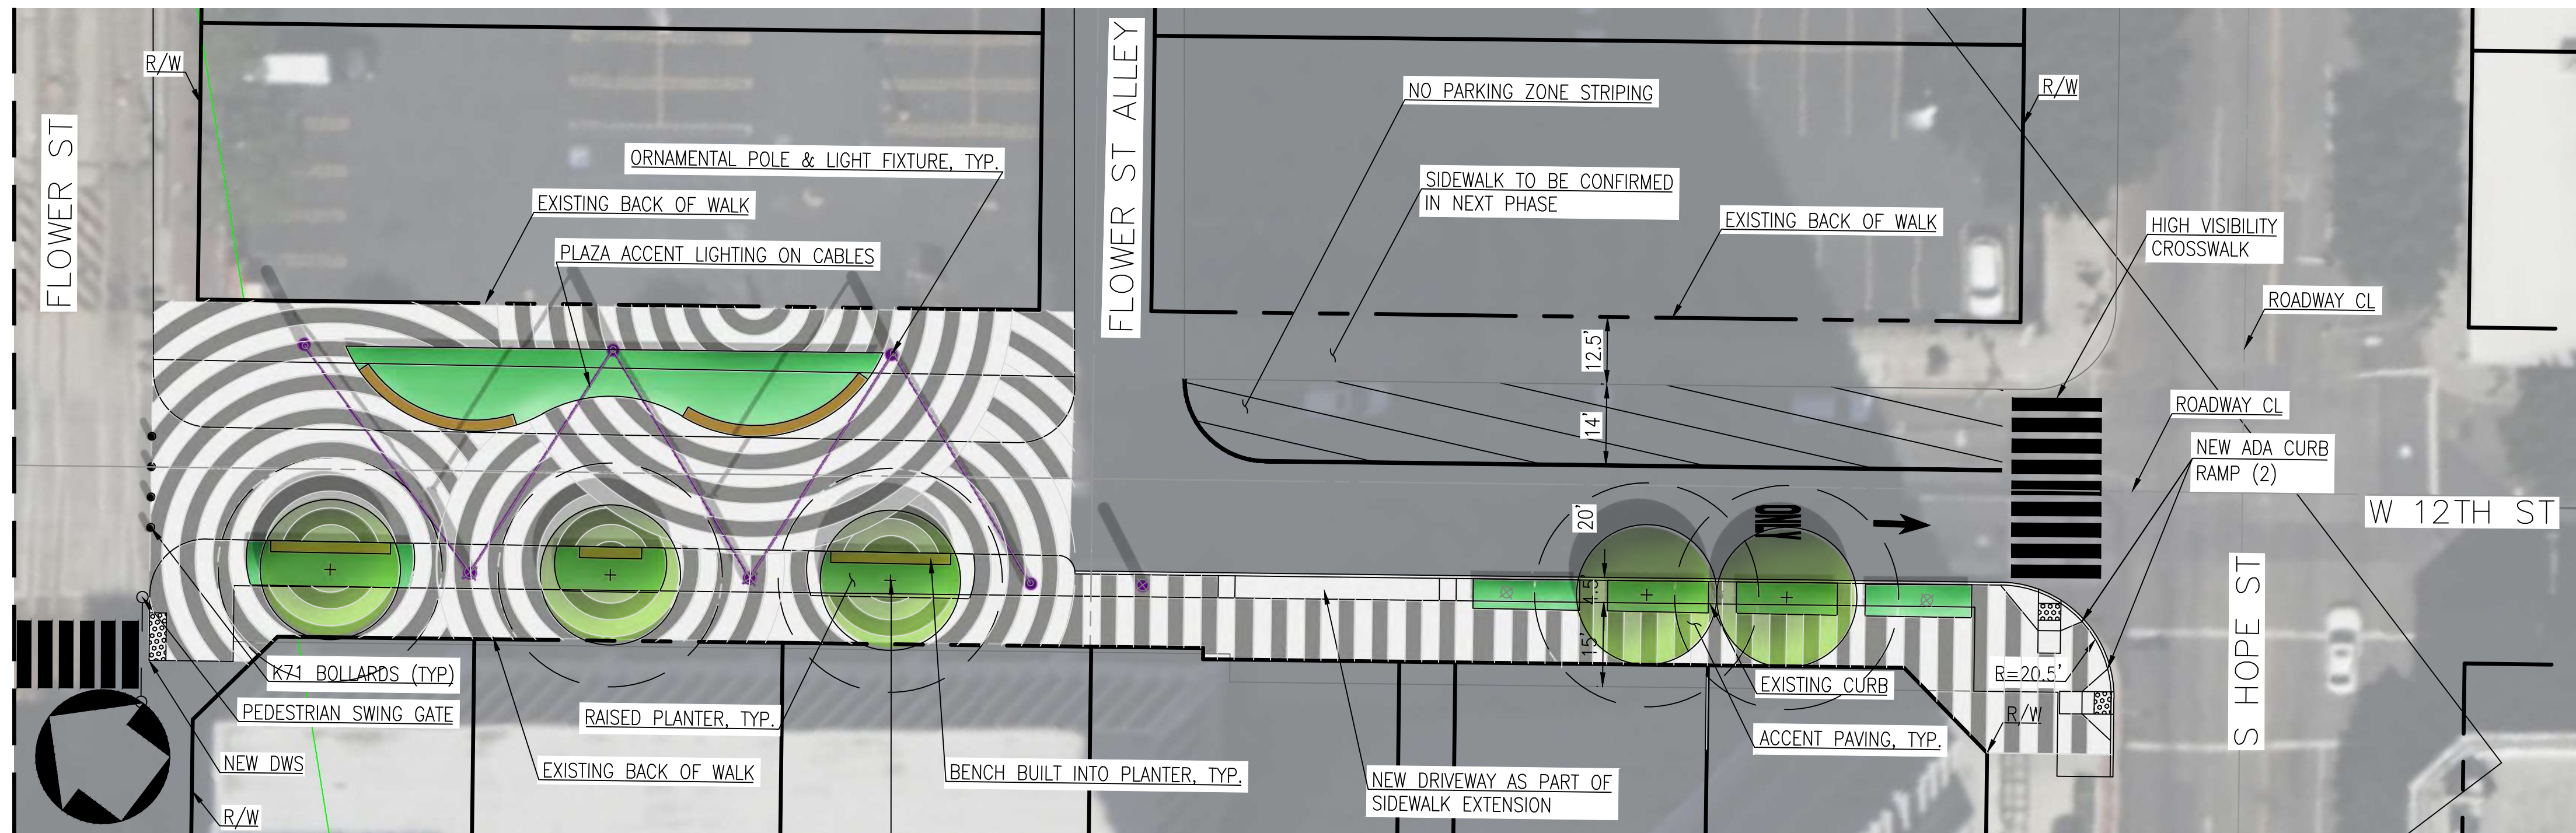 FLOWER ST
R/W
ORNAMENTAL POLE & LIGHT FIXTURE, TYP.
EXISTING BACK OF WALK
PLAZA ACCENT LIGHTING ON CABLES
FLOWER ST ALLEY
NO PARKING ZONE STRIPING
SIDEWALK TO BE CONFIRMED
IN NEXT PHASE
EXISTING BACK OF WALK
R/W
HIGH VISIBILITY
CROSSWALK
ROADWAY CL
ROADWAY CL
NEW ADA CURB
RAMP (2)
W 12TH ST
S HOPE ST
12.5'
14'
20'
4.5'
15'
ONLY
R=20.5'
R/W
K71 BOLLARDS (TYP)
PEDESTRIAN SWING GATE
NEW DWS
R/W
RAISED PLANTER, TYP.
EXISTING BACK OF WALK
BENCH BUILT INTO PLANTER, TYP.
NEW DRIVEWAY AS PART OF
SIDEWALK EXTENSION
EXISTING CURB
ACCENT PAVING, TYP.